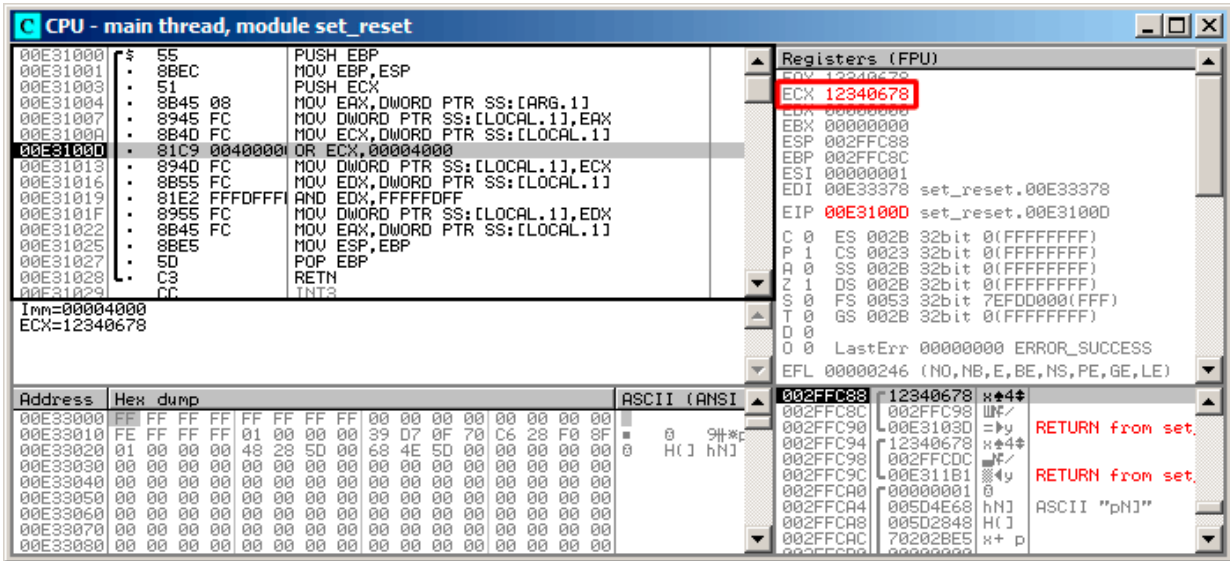 C CPU - main thread, module set_reset
00E31000 $ 55 PUSH EBP
00E31001 · 8BEC MOV EBP,ESP
00E31003 · 51 PUSH ECX
00E31004 · 8B45 08 MOV EAX,DWORD PTR SS:[ARG.1]
00E31007 · 8945 FC MOV DWORD PTR SS:[LOCAL.1],EAX
00E3100A · 8B4D FC MOV ECX,DWORD PTR SS:[LOCAL.1]
00E3100D · 81C9 0040000 OR ECX,00004000
00E31013 · 894D FC MOV DWORD PTR SS:[LOCAL.1],ECX
00E31016 · 8B55 FC MOV EDX,DWORD PTR SS:[LOCAL.1]
00E31019 · 81E2 FFFDFFF AND EDX,FFFFFDFF
00E3101F · 8955 FC MOV DWORD PTR SS:[LOCAL.1],EDX
00E31022 · 8B45 FC MOV EAX,DWORD PTR SS:[LOCAL.1]
00E31025 · 8BE5 MOV ESP,EBP
00E31027 · 5D POP EBP
00E31028 · C3 RETN
00E31029 CC INT3
Imm=00004000
ECX=12340678
Registers (FPU)
EAX 12340678
ECX 12340678
EDX 00000000
EBX 00000000
ESP 002FFC88
EBP 002FFC8C
ESI 00000001
EDI 00E33378 set_reset.00E33378
EIP 00E3100D set_reset.00E3100D
C 0 ES 002B 32bit 0(FFFFFFFF)
P 1 CS 0023 32bit 0(FFFFFFFF)
A 0 SS 002B 32bit 0(FFFFFFFF)
Z 1 DS 002B 32bit 0(FFFFFFFF)
S 0 FS 0053 32bit 7EFDD000(FFF)
T 0 GS 002B 32bit 0(FFFFFFFF)
D 0
O 0 LastErr 00000000 ERROR_SUCCESS
EFL 00000246 (NO,NB,E,BE,NS,PE,GE,LE)
Address Hex dump ASCII (ANSI
00E33000 FF FF FF FF FF FF FF FF 00 00 00 00 00 00 00 00
00E33010 FE FF FF FF 01 00 00 00 39 D7 0F 70 C6 28 F0 8F
00E33020 01 00 00 00 48 28 5D 00 68 4E 5D 00 00 00 00 00 H(] hN]
00E33030 00 00 00 00 00 00 00 00 00 00 00 00 00 00 00 00
00E33040 00 00 00 00 00 00 00 00 00 00 00 00 00 00 00 00
00E33050 00 00 00 00 00 00 00 00 00 00 00 00 00 00 00 00
00E33060 00 00 00 00 00 00 00 00 00 00 00 00 00 00 00 00
00E33070 00 00 00 00 00 00 00 00 00 00 00 00 00 00 00 00
00E33080 00 00 00 00 00 00 00 00 00 00 00 00 00 00 00 00
002FFC88 12340678 x♠4‡
002FFC8C 002FFC98
002FFC90 00E3103D RETURN from set_
002FFC94 12340678 x♠4‡
002FFC98 002FFCDC
002FFC9C 00E311B1 RETURN from set_
002FFCA0 00000001
002FFCA4 005D4E68 hN] ASCII "pN]"
002FFCA8 005D2848 H(]
002FFCAC 70202BE5 x+ p